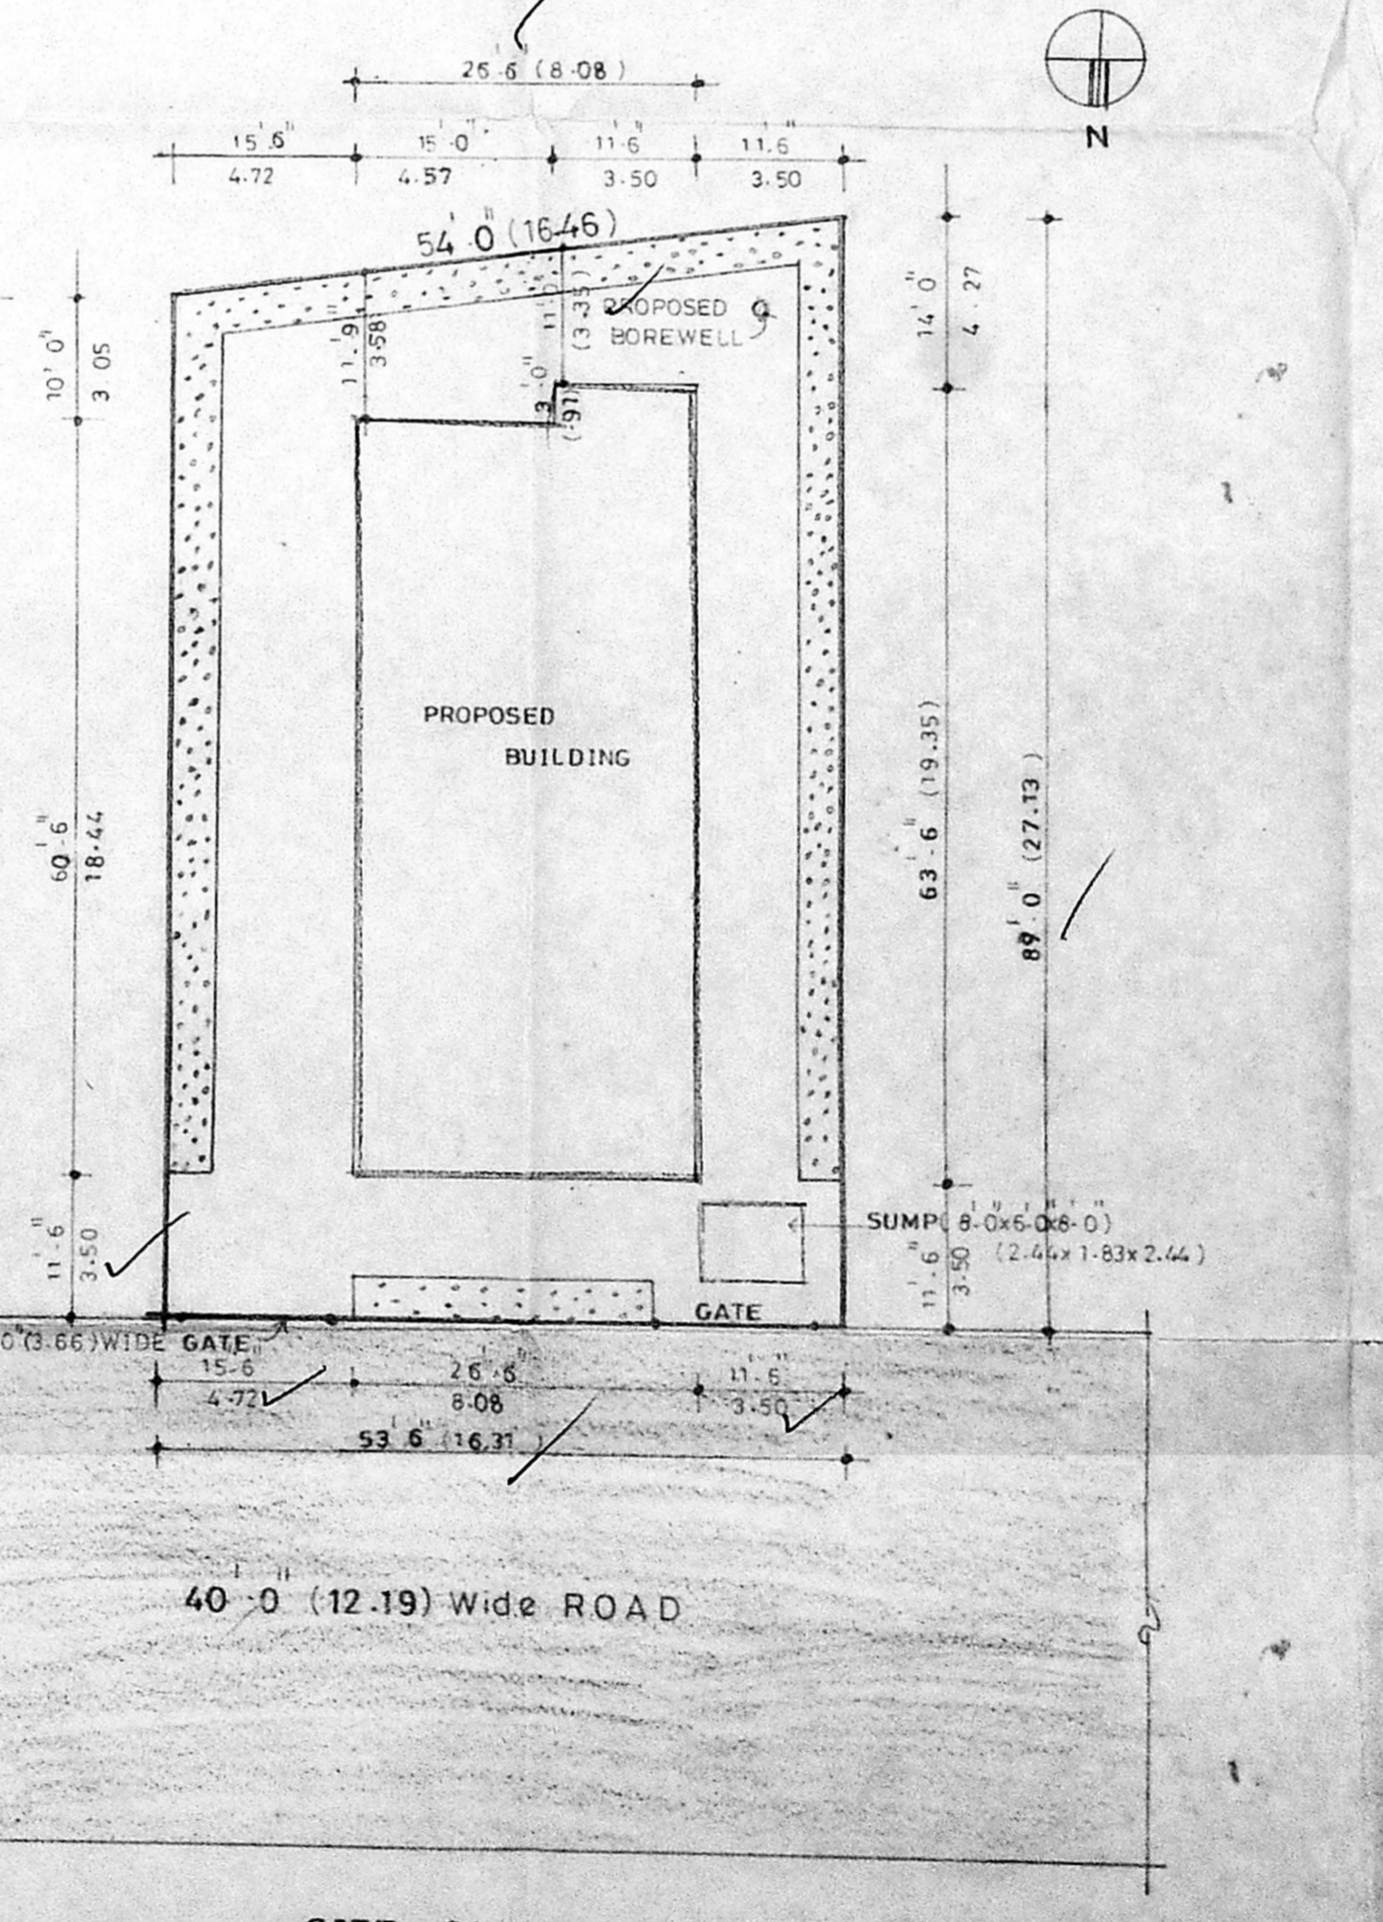 26'-6" (8.08)
N
15'.6" 15'-0" 11'-6" 11'.6"
4.72 4.57 3.50 3.50
54'.0" (16.46)
10' 0"
3 05
11'.9"
3.58
11'.0"
(3.35)
PROPOSED
BOREWELL
3'.0"
(.91)
14' 0"
4.27
PROPOSED
BUILDING
60'.6"
18.44
63'-6" (19.35)
89'.0" (27.13)
11'-6"
3.50
SUMP( 8'-0"x6'-0"x8'-0")
(2.44x1.83x2.44)
11'-6"
3.50
GATE
0"(3.66)WIDE GATE
15'-6" 26'-6" 11'-6"
4.72 8.08 3.50
53' 6" (16.31)
40'-0" (12.19) Wide ROAD